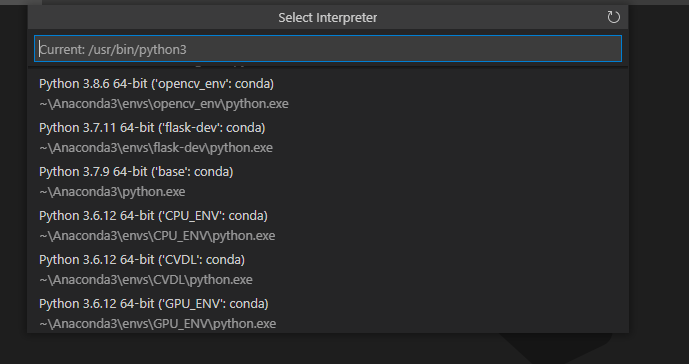 Select Interpreter
Current: /usr/bin/python3
Python 3.8.6 64-bit ('opencv_env': conda)
~\Anaconda3\envs\opencv_env\python.exe
Python 3.7.11 64-bit ('flask-dev': conda)
~\Anaconda3\envs\flask-dev\python.exe
Python 3.7.9 64-bit ('base': conda)
~\Anaconda3\python.exe
Python 3.6.12 64-bit ('CPU_ENV': conda)
~\Anaconda3\envs\CPU_ENV\python.exe
Python 3.6.12 64-bit ('CVDL': conda)
~\Anaconda3\envs\CVDL\python.exe
Python 3.6.12 64-bit ('GPU_ENV': conda)
~\Anaconda3\envs\GPU_ENV\python.exe